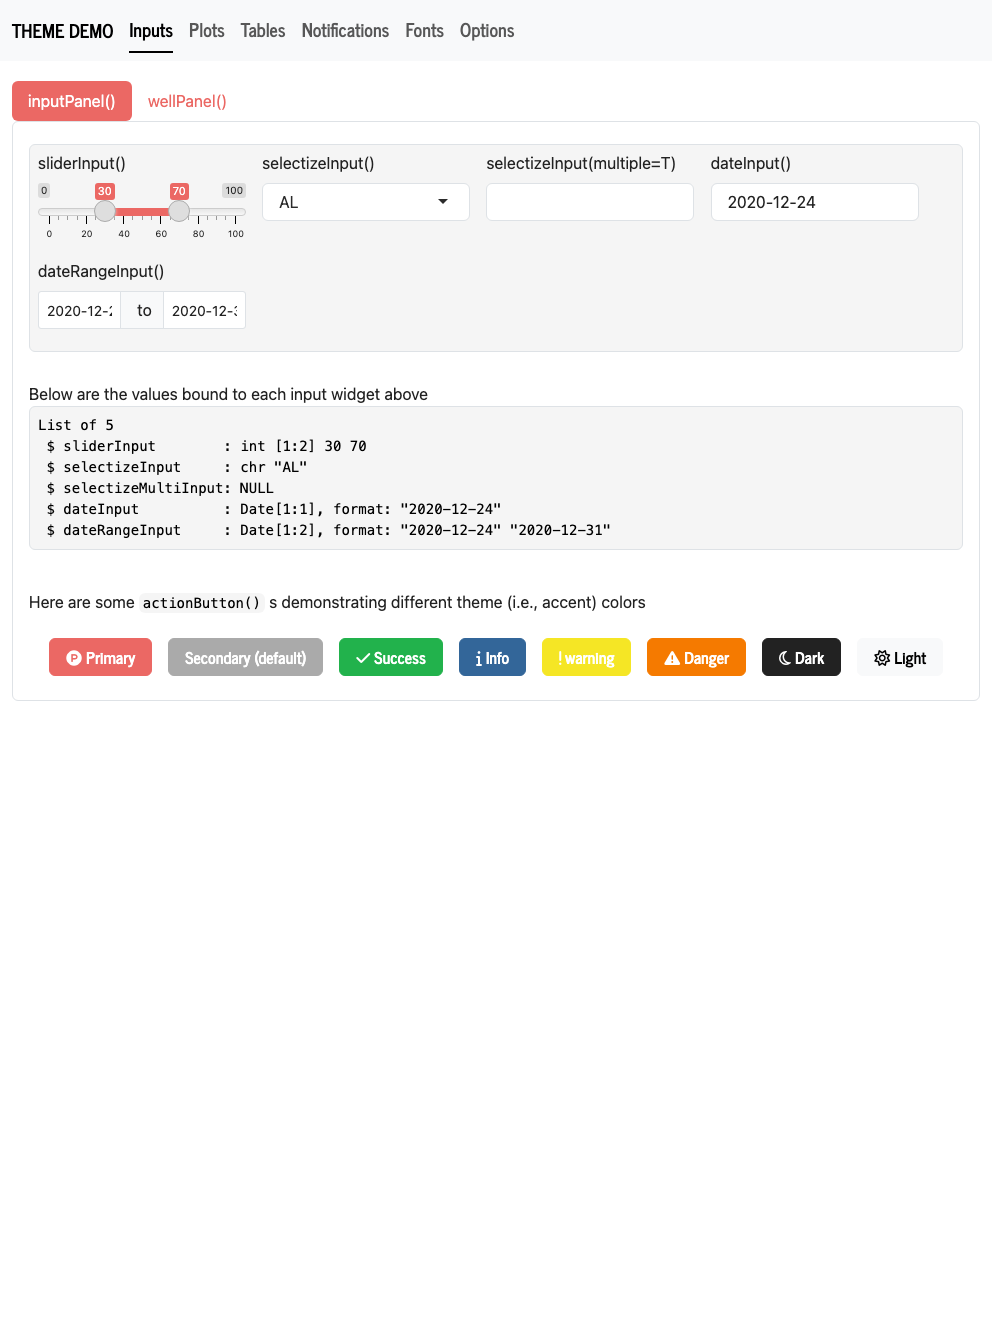 THEME DEMO Inputs Plots Tables Notifications Fonts Options
inputPanel() wellPanel()
sliderInput() selectizeInput() selectizeInput(multiple=T) dateInput()
0 30 70 100
AL 2020-12-24
0 20 40 60 80 100
dateRangeInput()
2020-12-2 to 2020-12-3
Below are the values bound to each input widget above
List of 5
 $ sliderInput        : int [1:2] 30 70
 $ selectizeInput     : chr "AL"
 $ selectizeMultiInput: NULL
 $ dateInput          : Date[1:1], format: "2020-12-24"
 $ dateRangeInput     : Date[1:2], format: "2020-12-24" "2020-12-31"
Here are some actionButton() s demonstrating different theme (i.e., accent) colors
Primary Secondary (default) Success Info warning Danger Dark Light